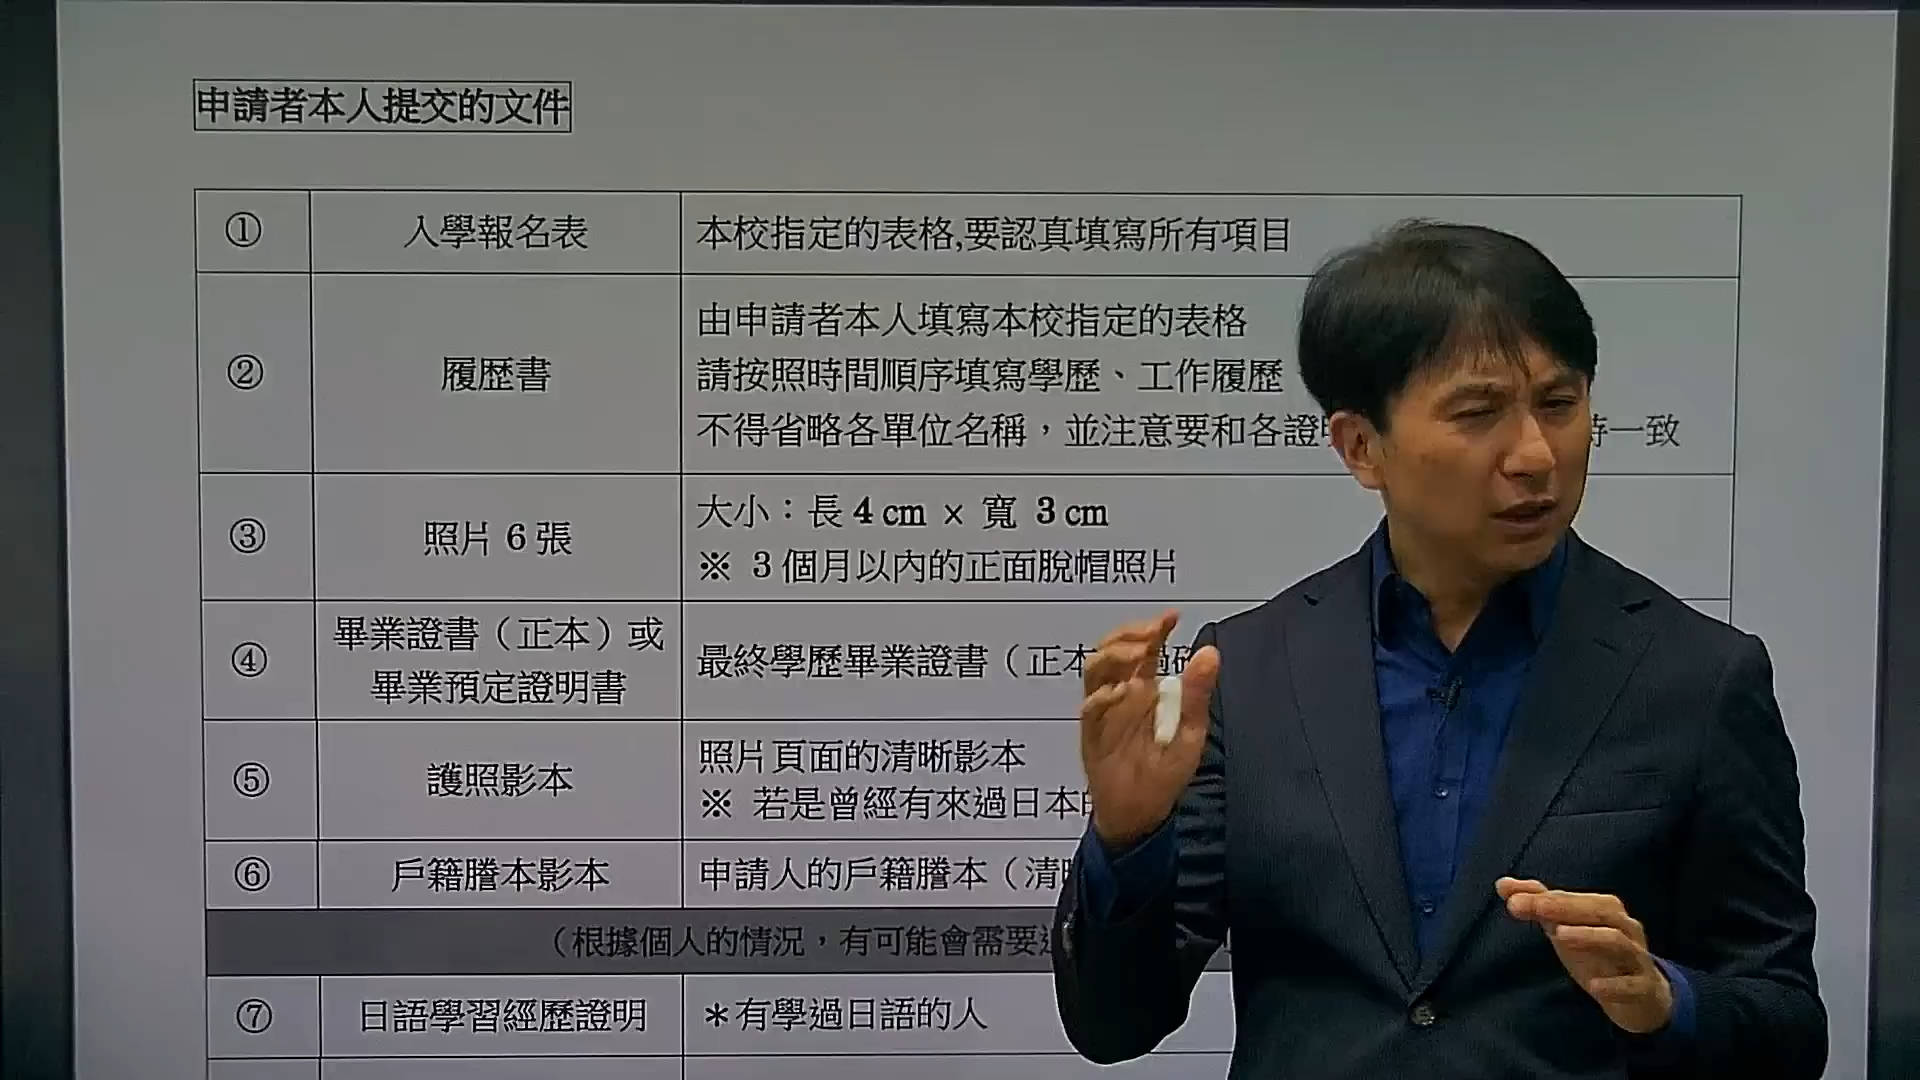 申請者本人提交的文件
① 入學報名表 本校指定的表格,要認真填寫所有項目
② 履歷書 由申請者本人填寫本校指定的表格
請按照時間順序填寫學歷、工作履歷
不得省略各單位名稱，並注意要和各證 一致
③ 照片 6 張 大小：長 4 cm × 寬 3 cm
※ 3 個月以內的正面脫帽照片
④ 畢業證書（正本）或
畢業預定證明書
最終學歷畢業證書（正本
⑤ 護照影本 照片頁面的清晰影本
※ 若是曾經有來過日本
⑥ 戶籍謄本影本 申請人的戶籍謄本（清
（根據個人的情況，有可能會需要
⑦ 日語學習經歷證明 ＊有學過日語的人